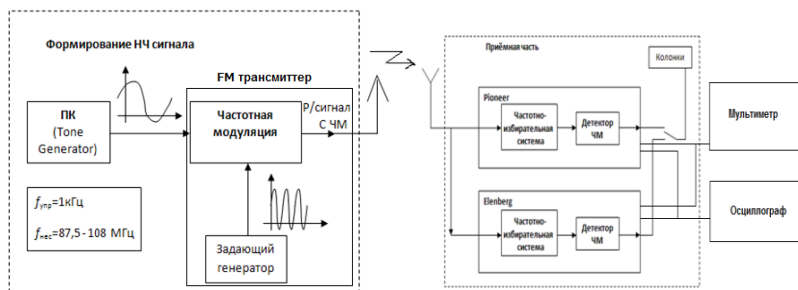 Формирование НЧ сигнала
FM трансмиттер
ПК
(Tone
Generator)
Частотная
модуляция
Р/сигнал
С ЧМ
fупр=1кГц
fнес=87,5-108 МГц
Задающий
генератор
Приёмная часть
Колонки
Pioneer
Частотно-
избирательная
система
Детектор
ЧМ
Elenberg
Частотно-
избирательная
система
Детектор
ЧМ
Мультиметр
Осциллограф